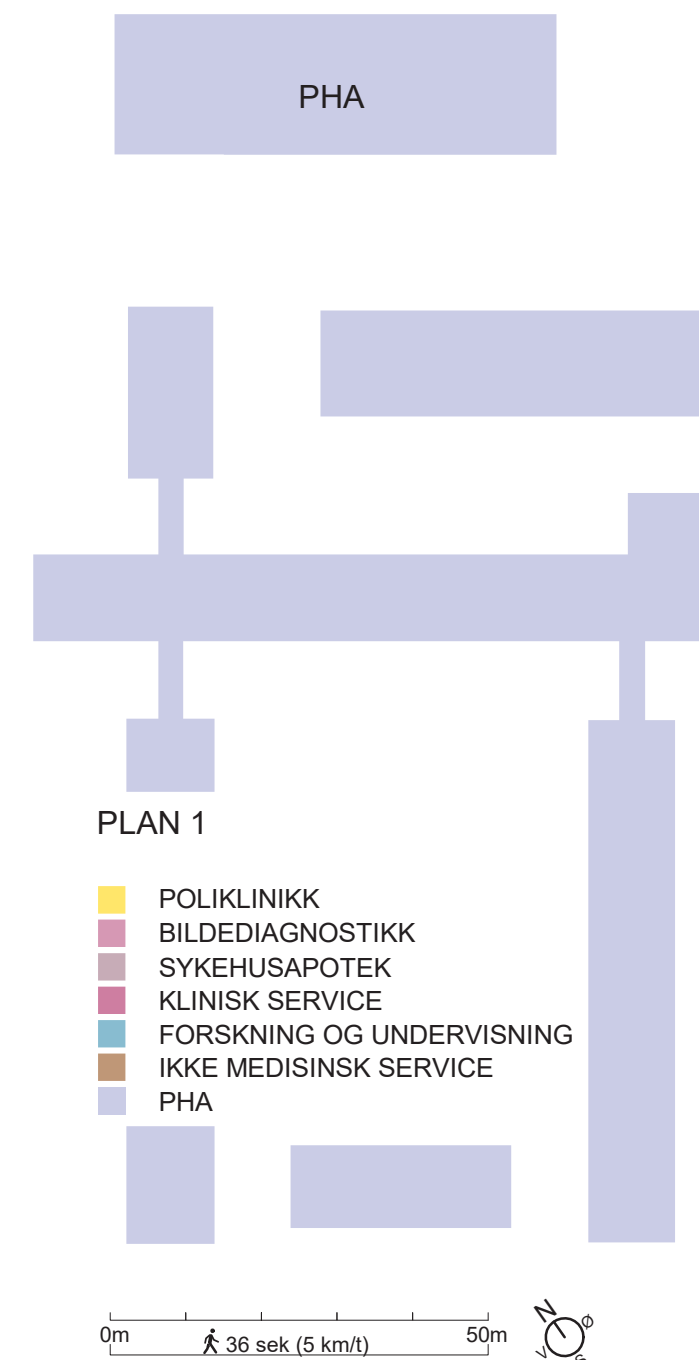 PHA
PLAN 1
POLIKLINIKK
BILDEDIAGNOSTIKK
SYKEHUSAPOTEK
KLINISK SERVICE
FORSKNING OG UNDERVISNING
IKKE MEDISINSK SERVICE
PHA
N
Ø
0m 36 sek (5 km/t) 50m
V
S